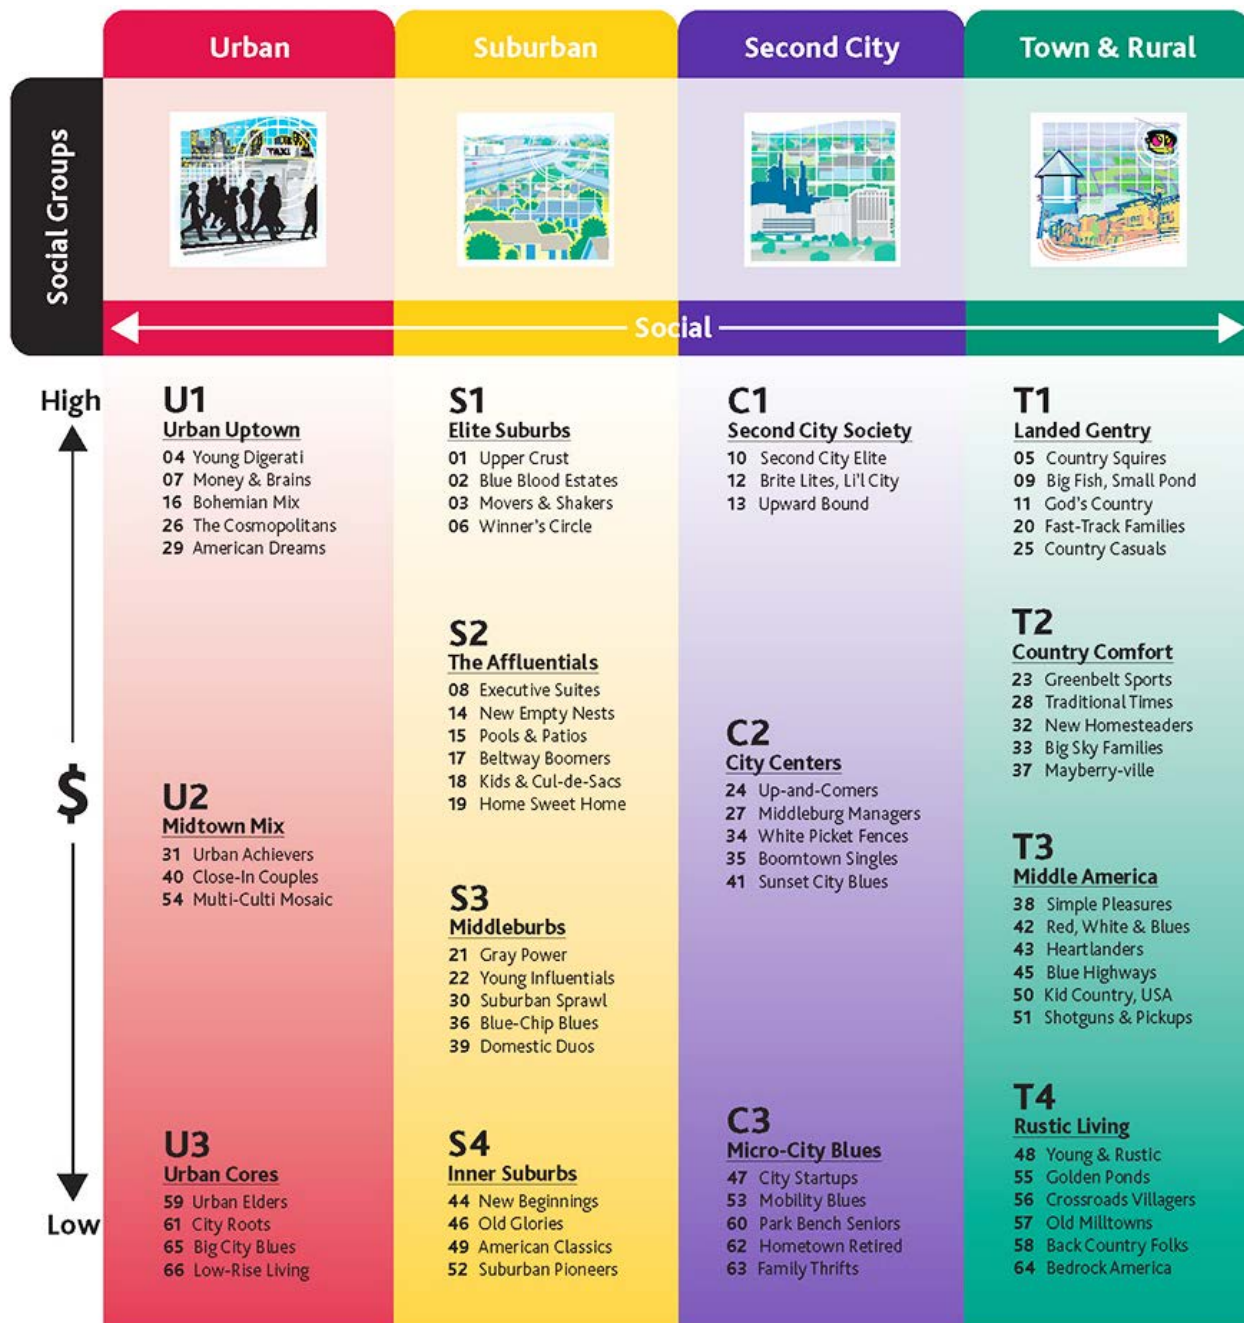 Urban
Suburban
Second City
Town & Rural
Social Groups
TAXI
Social
High
$
Low
U1
Urban Uptown
04 Young Digerati
07 Money & Brains
16 Bohemian Mix
26 The Cosmopolitans
29 American Dreams
U2
Midtown Mix
31 Urban Achievers
40 Close-In Couples
54 Multi-Culti Mosaic
U3
Urban Cores
59 Urban Elders
61 City Roots
65 Big City Blues
66 Low-Rise Living
S1
Elite Suburbs
01 Upper Crust
02 Blue Blood Estates
03 Movers & Shakers
06 Winner's Circle
S2
The Affluentials
08 Executive Suites
14 New Empty Nests
15 Pools & Patios
17 Beltway Boomers
18 Kids & Cul-de-Sacs
19 Home Sweet Home
S3
Middleburbs
21 Gray Power
22 Young Influentials
30 Suburban Sprawl
36 Blue-Chip Blues
39 Domestic Duos
S4
Inner Suburbs
44 New Beginnings
46 Old Glories
49 American Classics
52 Suburban Pioneers
C1
Second City Society
10 Second City Elite
12 Brite Lites, Li'l City
13 Upward Bound
C2
City Centers
24 Up-and-Comers
27 Middleburg Managers
34 White Picket Fences
35 Boomtown Singles
41 Sunset City Blues
C3
Micro-City Blues
47 City Startups
53 Mobility Blues
60 Park Bench Seniors
62 Hometown Retired
63 Family Thrifts
T1
Landed Gentry
05 Country Squires
09 Big Fish, Small Pond
11 God's Country
20 Fast-Track Families
25 Country Casuals
T2
Country Comfort
23 Greenbelt Sports
28 Traditional Times
32 New Homesteaders
33 Big Sky Families
37 Mayberry-ville
T3
Middle America
38 Simple Pleasures
42 Red, White & Blues
43 Heartlanders
45 Blue Highways
50 Kid Country, USA
51 Shotguns & Pickups
T4
Rustic Living
48 Young & Rustic
55 Golden Ponds
56 Crossroads Villagers
57 Old Milltowns
58 Back Country Folks
64 Bedrock America